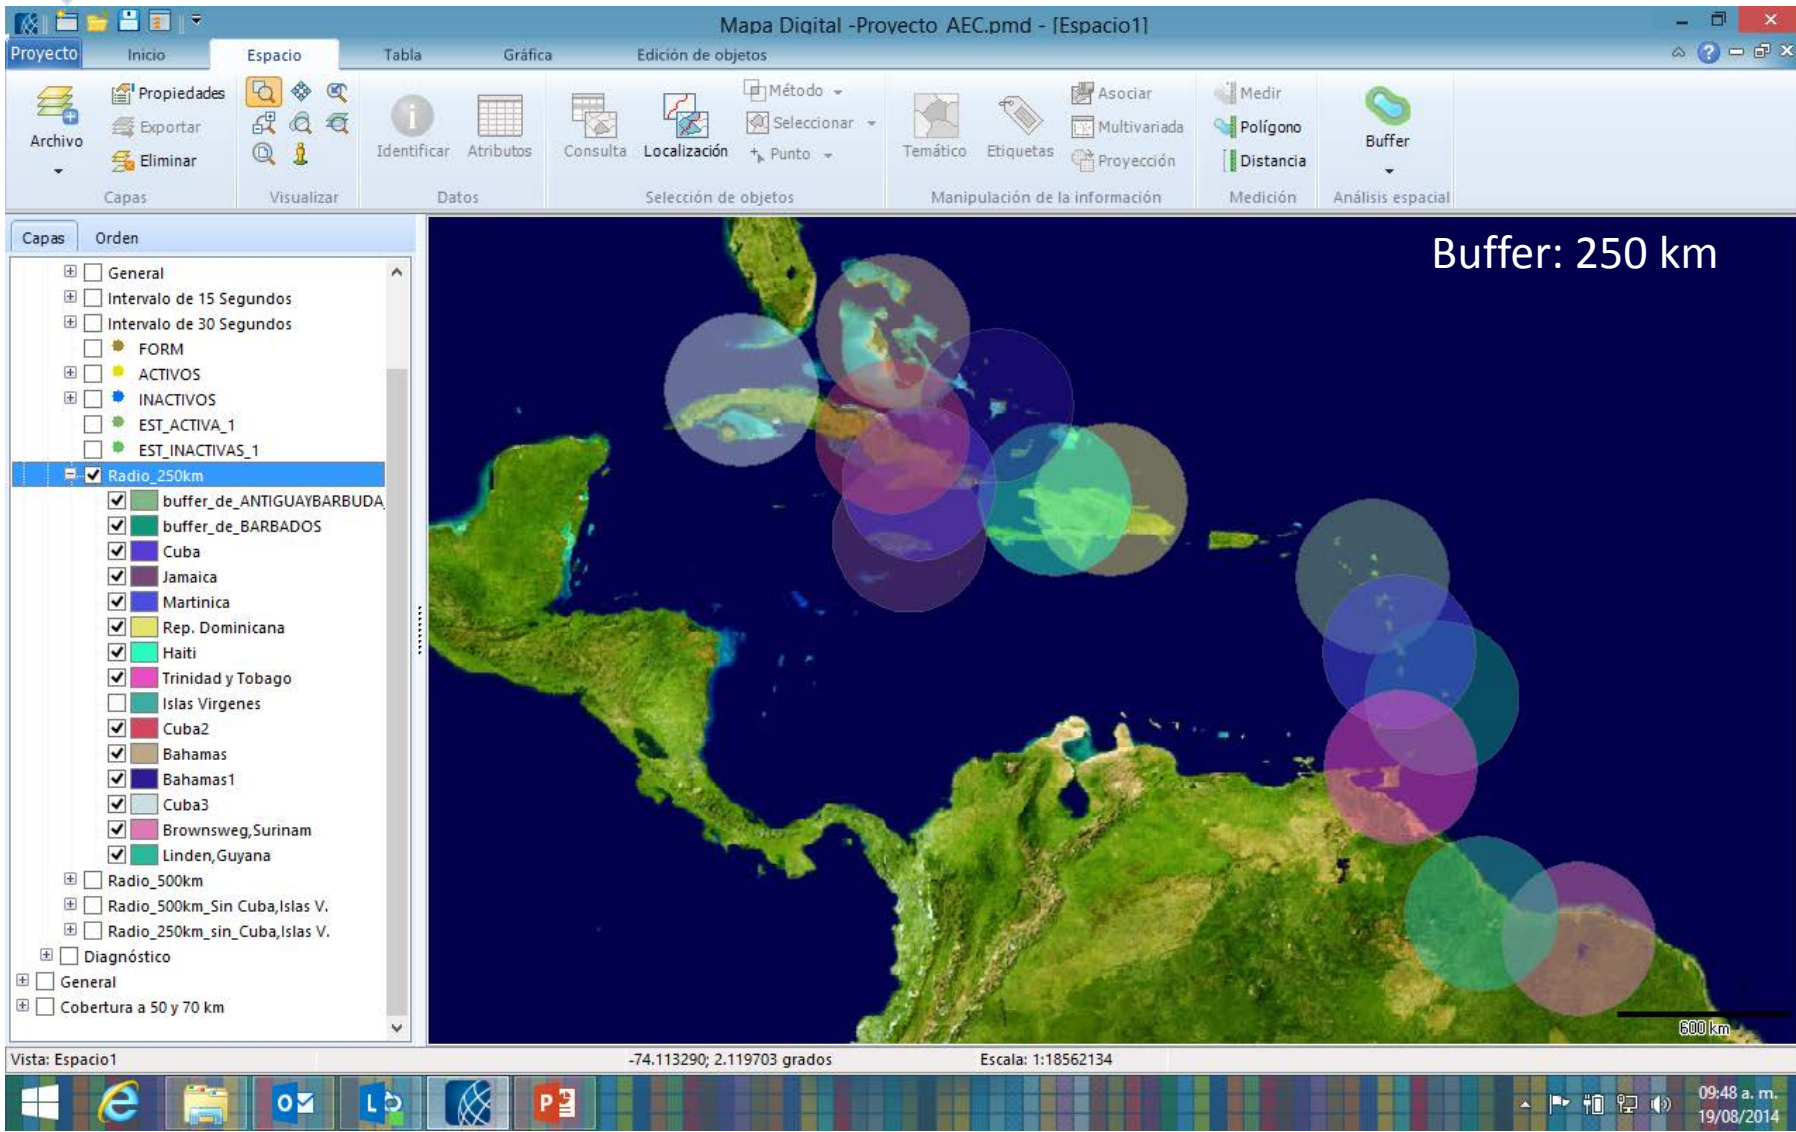 Mapa Digital -Proyecto AEC.pmd - [Espacio1]
Proyecto Inicio Espacio Tabla Gráfica Edición de objetos
Archivo
Propiedades
Exportar
Eliminar
Capas
Visualizar
Identificar Atributos
Datos
Consulta Localización
Método
Seleccionar
Punto
Selección de objetos
Temático Etiquetas
Asociar
Multivariada
Proyección
Manipulación de la información
Medir
Polígono
Distancia
Medición
Buffer
Análisis espacial
Capas Orden
General
Intervalo de 15 Segundos
Intervalo de 30 Segundos
FORM
ACTIVOS
INACTIVOS
EST_ACTIVA_1
EST_INACTIVAS_1
Radio_250km
buffer_de_ANTIGUAYBARBUDA_
buffer_de_BARBADOS
Cuba
Jamaica
Martinica
Rep. Dominicana
Haiti
Trinidad y Tobago
Islas Virgenes
Cuba2
Bahamas
Bahamas1
Cuba3
Brownsweg,Surinam
Linden,Guyana
Radio_500km
Radio_500km_Sin Cuba,Islas V.
Radio_250km_sin_Cuba,Islas V.
Diagnóstico
General
Cobertura a 50 y 70 km
Buffer: 250 km
600 km
Vista: Espacio1 -74.113290; 2.119703 grados Escala: 1:18562134
09:48 a. m.
19/08/2014